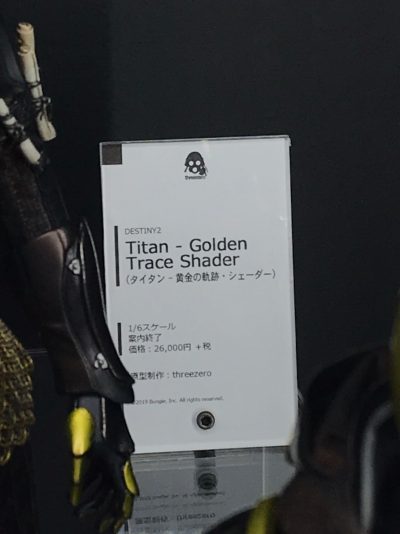 threezero
DESTINY2
Titan - Golden
Trace Shader
(タイタン - 黄金の軌跡・シェーダー)
1/6スケール
案内終了
価格:26,000円 +税
原型制作:threezero
©2019 Bungie, Inc. All rights reserved.